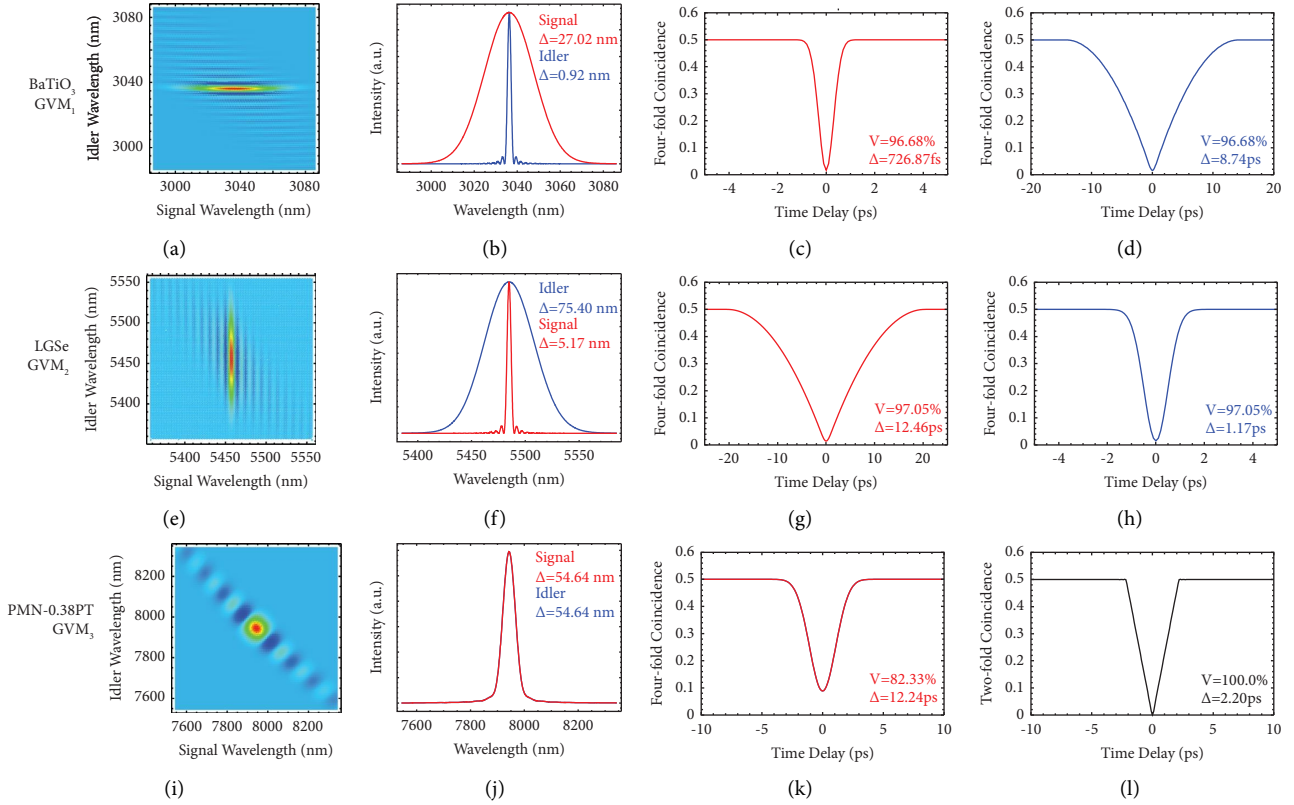 BaTiO3
GVM1
Idler Wavelength (nm)
3080
3040
3000
3000 3040 3080
Signal Wavelength (nm)
(a)
Intensity (a.u.)
Signal
Δ=27.02 nm
Idler
Δ=0.92 nm
3000 3020 3040 3060 3080
Wavelength (nm)
(b)
Four-fold Coincidence
0.6
0.5
0.4
0.3
0.2
0.1
0
V=96.68%
Δ=726.87fs
-4 -2 0 2 4
Time Delay (ps)
(c)
Four-fold Coincidence
0.6
0.5
0.4
0.3
0.2
0.1
0
V=96.68%
Δ=8.74ps
-20 -10 0 10 20
Time Delay (ps)
(d)
LGSe
GVM2
Idler Wavelength (nm)
5550
5500
5450
5400
5400 5450 5500 5550
Signal Wavelength (nm)
(e)
Intensity (a.u.)
Idler
Δ=75.40 nm
Signal
Δ=5.17 nm
5400 5450 5500 5550
Wavelength (nm)
(f)
Four-fold Coincidence
0.6
0.5
0.4
0.3
0.2
0.1
0
V=97.05%
Δ=12.46ps
-20 -10 0 10 20
Time Delay (ps)
(g)
Four-fold Coincidence
0.6
0.5
0.4
0.3
0.2
0.1
0
V=97.05%
Δ=1.17ps
-4 -2 0 2 4
Time Delay (ps)
(h)
PMN-0.38PT
GVM3
Idler Wavelength (nm)
8200
8000
7800
7600
7600 7800 8000 8200
Signal Wavelength (nm)
(i)
Intensity (a.u.)
Signal
Δ=54.64 nm
Idler
Δ=54.64 nm
7600 7800 8000 8200
Wavelength (nm)
(j)
Four-fold Coincidence
0.6
0.5
0.4
0.3
0.2
0.1
0
V=82.33%
Δ=12.24ps
-10 -5 0 5 10
Time Delay (ps)
(k)
Two-fold Coincidence
0.6
0.5
0.4
0.3
0.2
0.1
0
V=100.0%
Δ=2.20ps
-10 -5 0 5 10
Time Delay (ps)
(l)